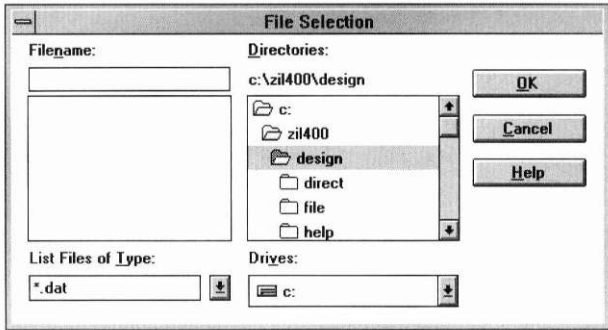 File Selection
Filename:
Directories:
c:\zil400\design
OK
c:
zil400
Cancel
design
direct
Help
file
help
List Files of Type:
Drives:
*.dat
c: